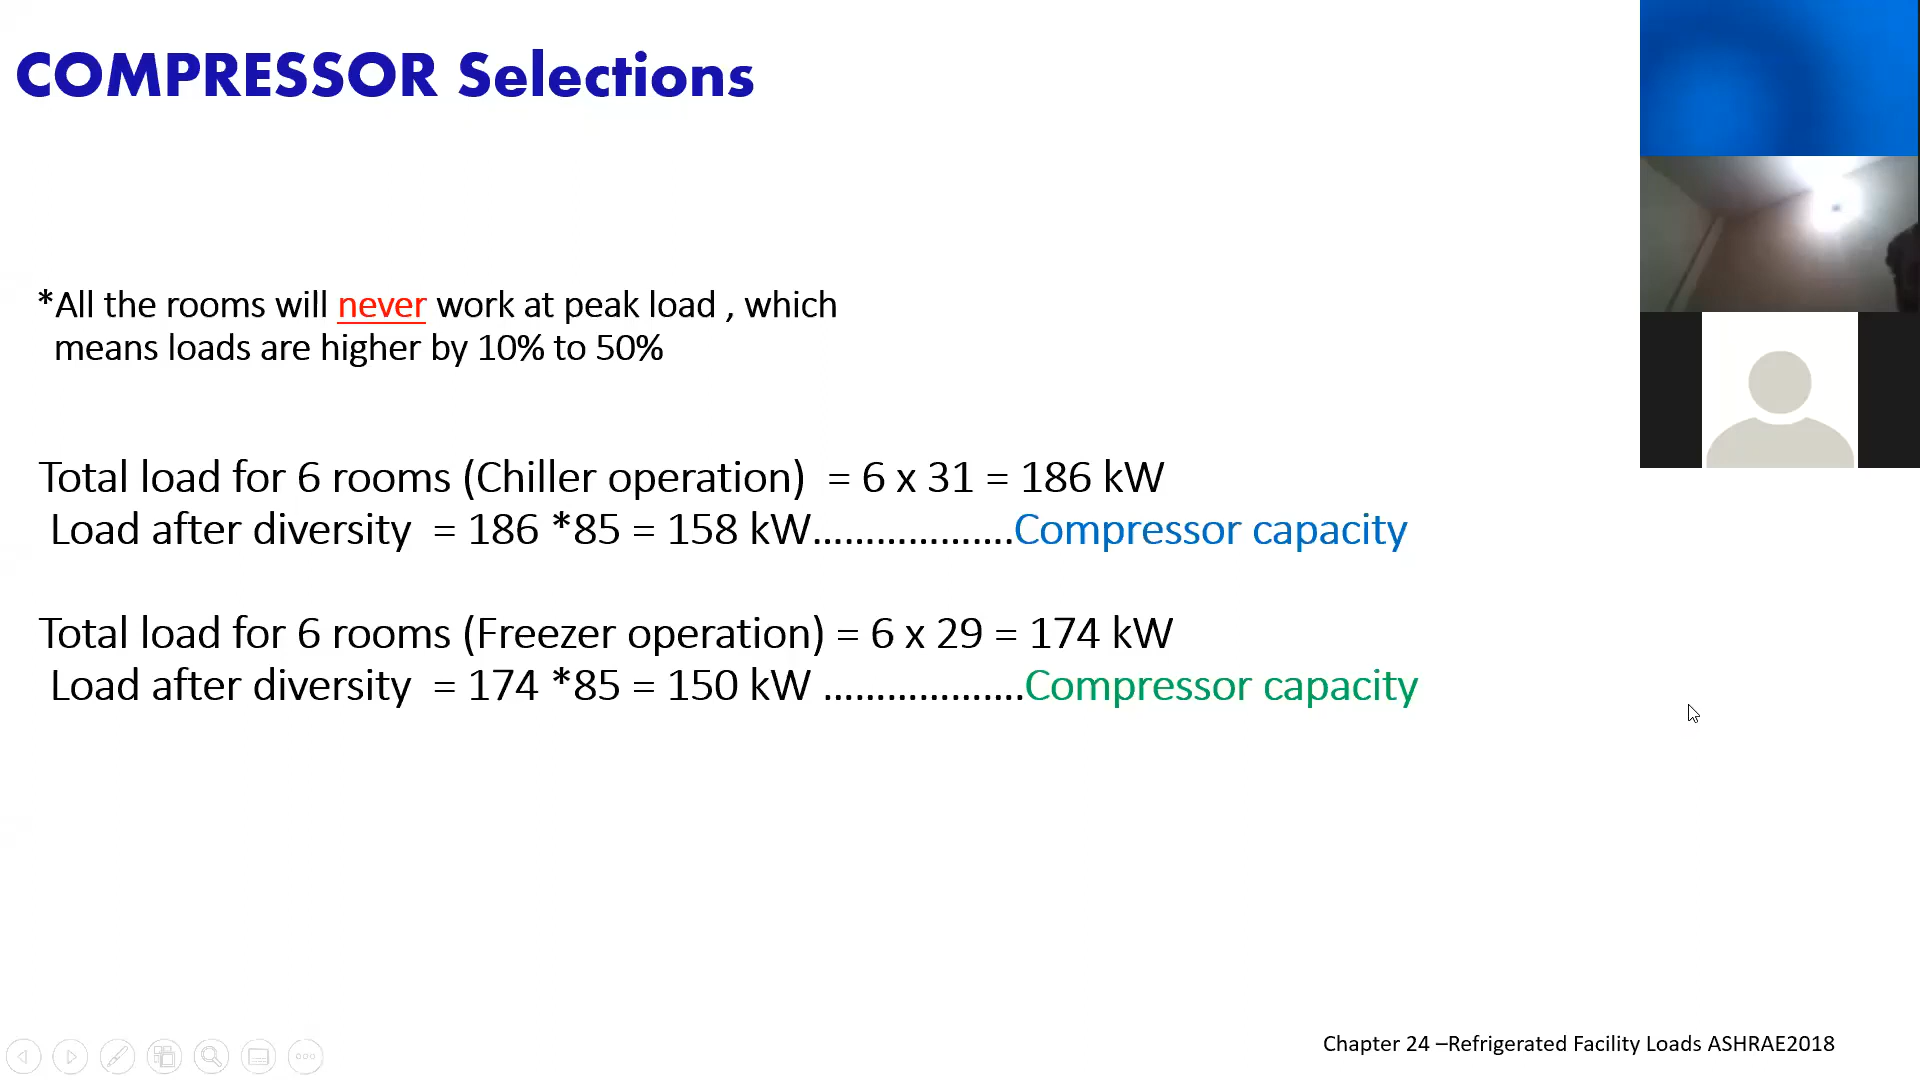 COMPRESSOR Selections
*All the rooms will never work at peak load , which
means loads are higher by 10% to 50%
Total load for 6 rooms (Chiller operation)  = 6 x 31 = 186 kW
Load after diversity  = 186 *85 = 158 kW...................Compressor capacity
Total load for 6 rooms (Freezer operation) = 6 x 29 = 174 kW
Load after diversity  = 174 *85 = 150 kW ...................Compressor capacity
Chapter 24 –Refrigerated Facility Loads ASHRAE2018